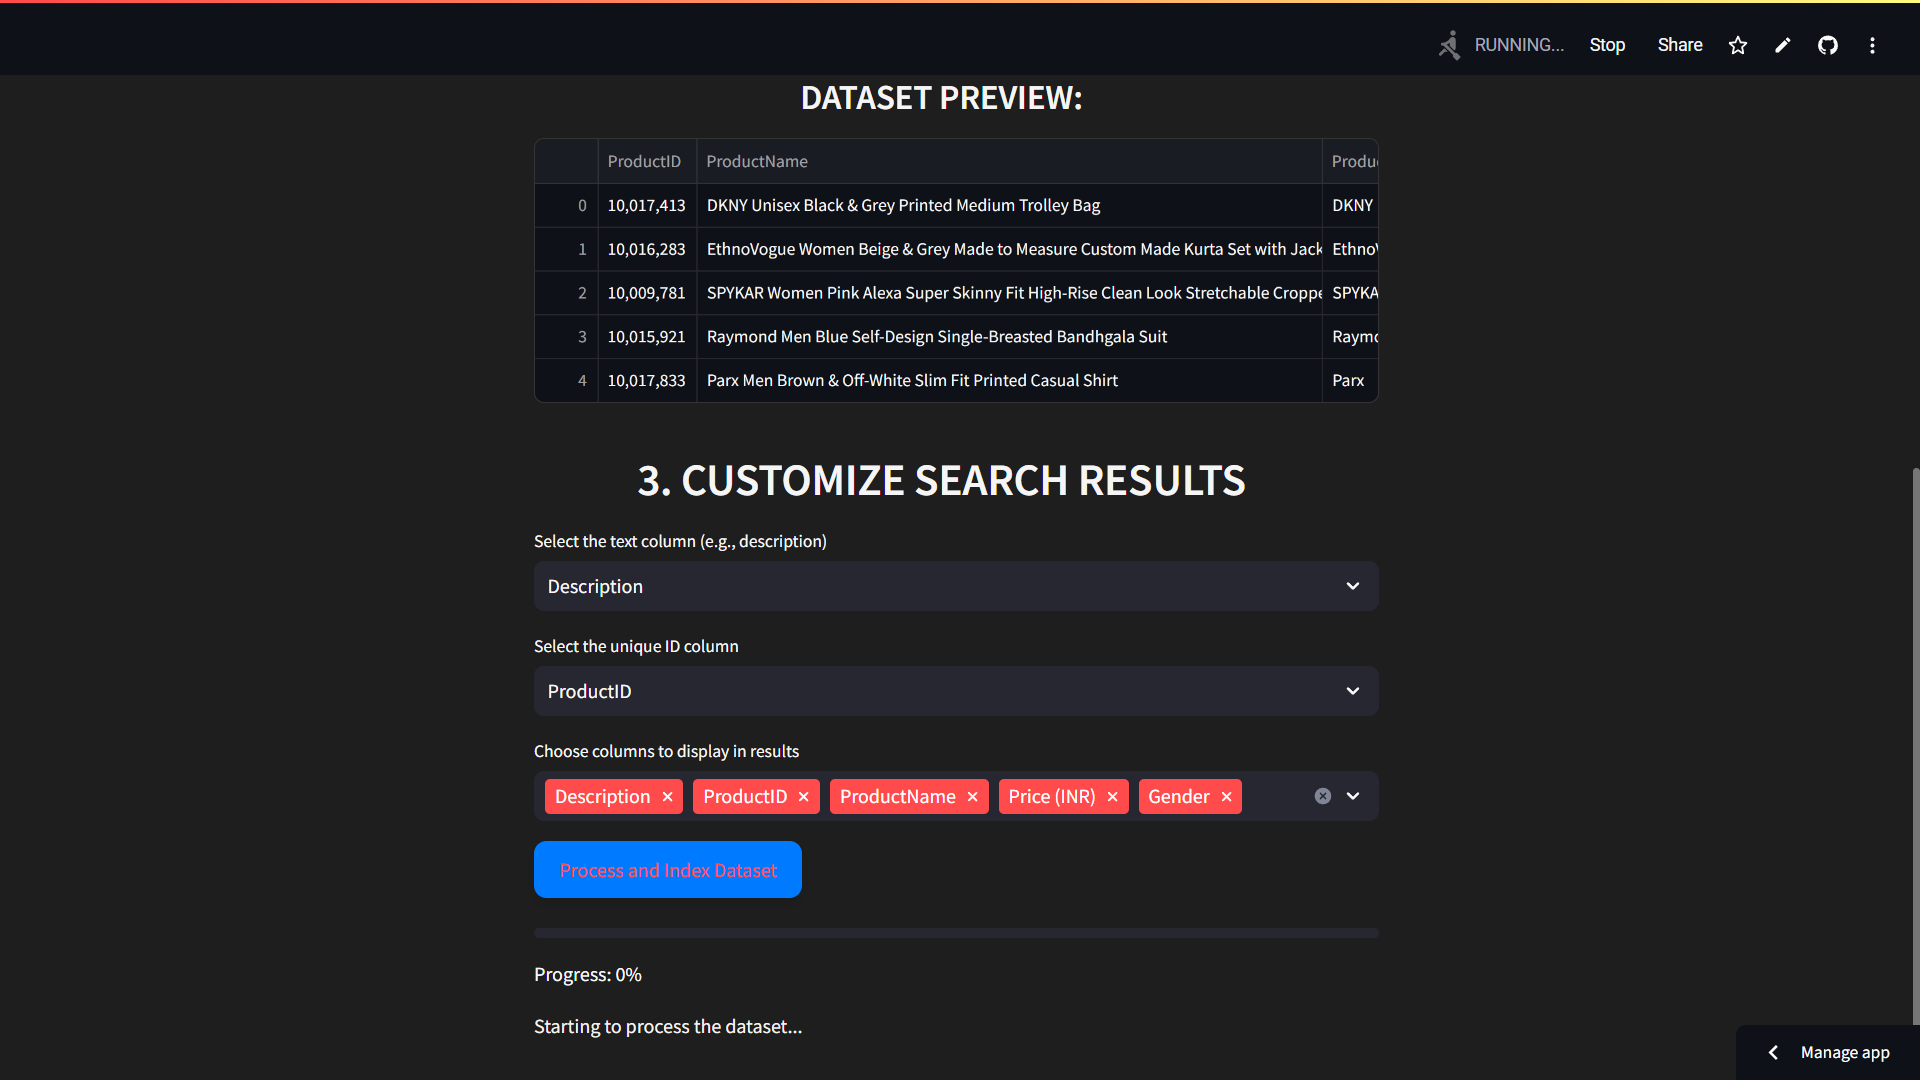 RUNNING... Stop Share
DATASET PREVIEW:
ProductID ProductName Produ
0 10,017,413 DKNY Unisex Black & Grey Printed Medium Trolley Bag DKNY
1 10,016,283 EthnoVogue Women Beige & Grey Made to Measure Custom Made Kurta Set with Jack Ethno
2 10,009,781 SPYKAR Women Pink Alexa Super Skinny Fit High-Rise Clean Look Stretchable Croppe SPYKA
3 10,015,921 Raymond Men Blue Self-Design Single-Breasted Bandhgala Suit Raymo
4 10,017,833 Parx Men Brown & Off-White Slim Fit Printed Casual Shirt Parx
3. CUSTOMIZE SEARCH RESULTS
Select the text column (e.g., description)
Description
Select the unique ID column
ProductID
Choose columns to display in results
Description ProductID ProductName Price (INR) Gender
Process and Index Dataset
Progress: 0%
Starting to process the dataset...
Manage app